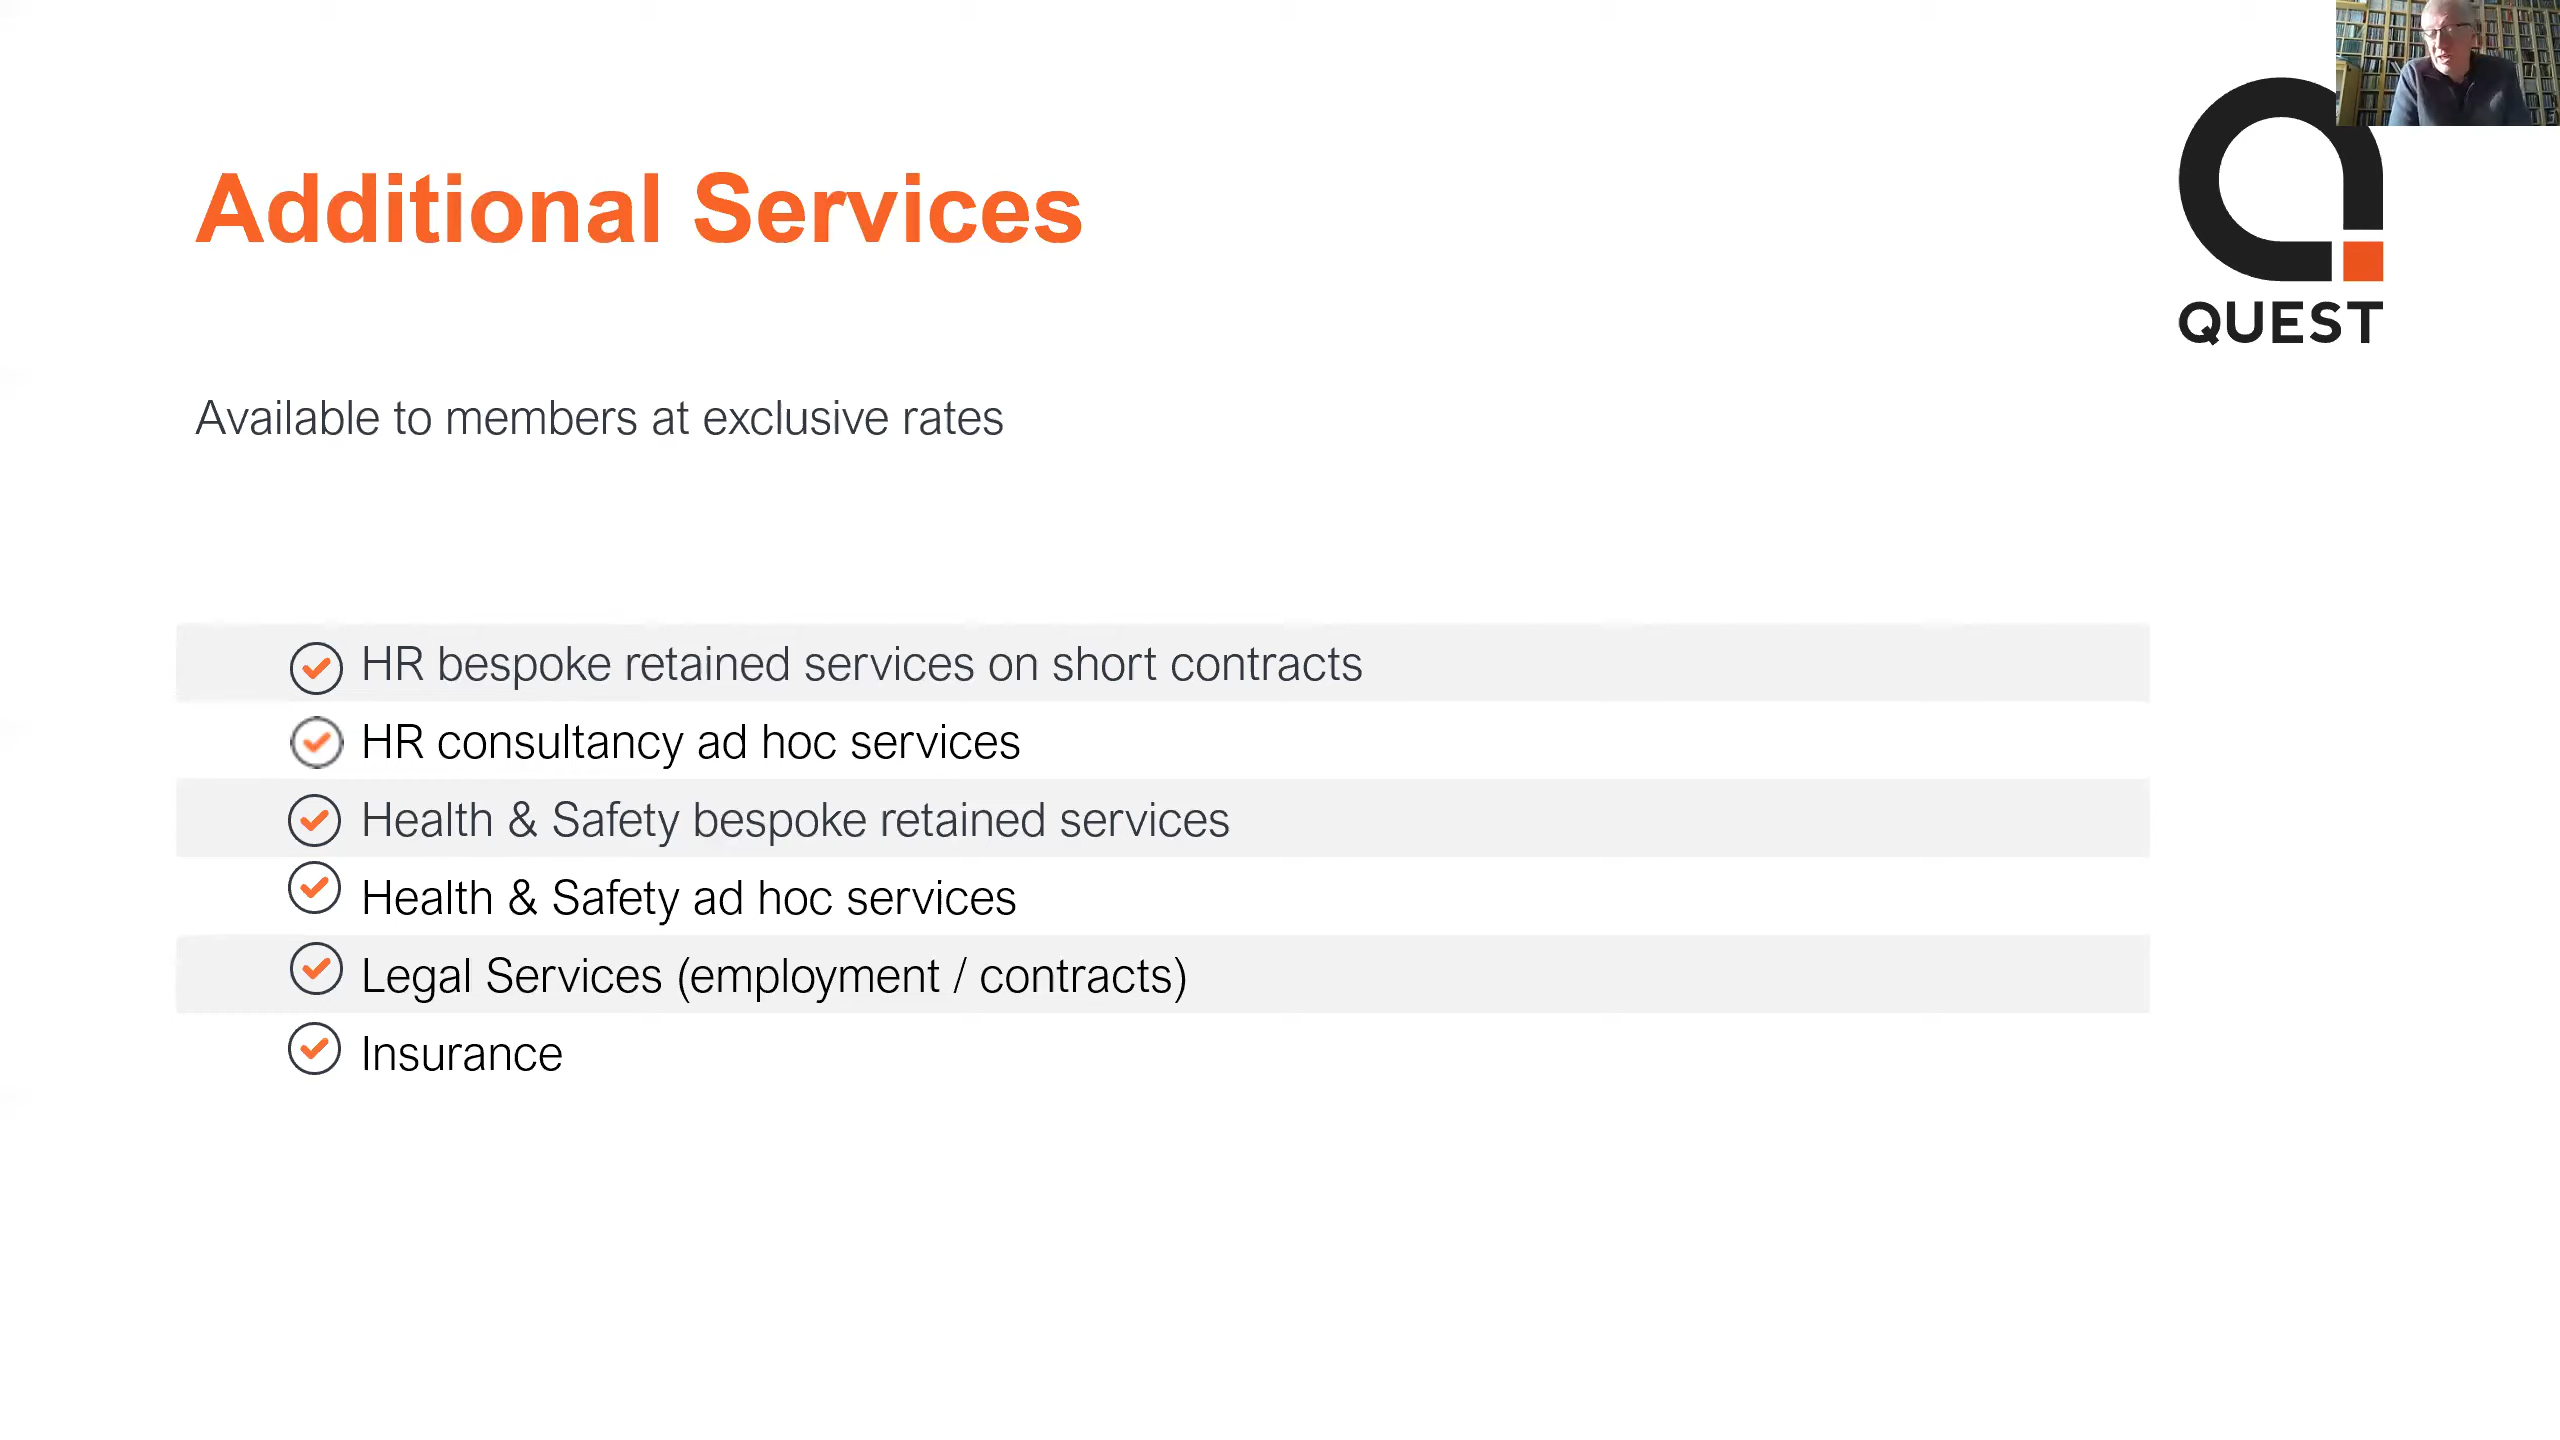 Additional Services
QUEST
Available to members at exclusive rates
HR bespoke retained services on short contracts
HR consultancy ad hoc services
Health & Safety bespoke retained services
Health & Safety ad hoc services
Legal Services (employment / contracts)
Insurance